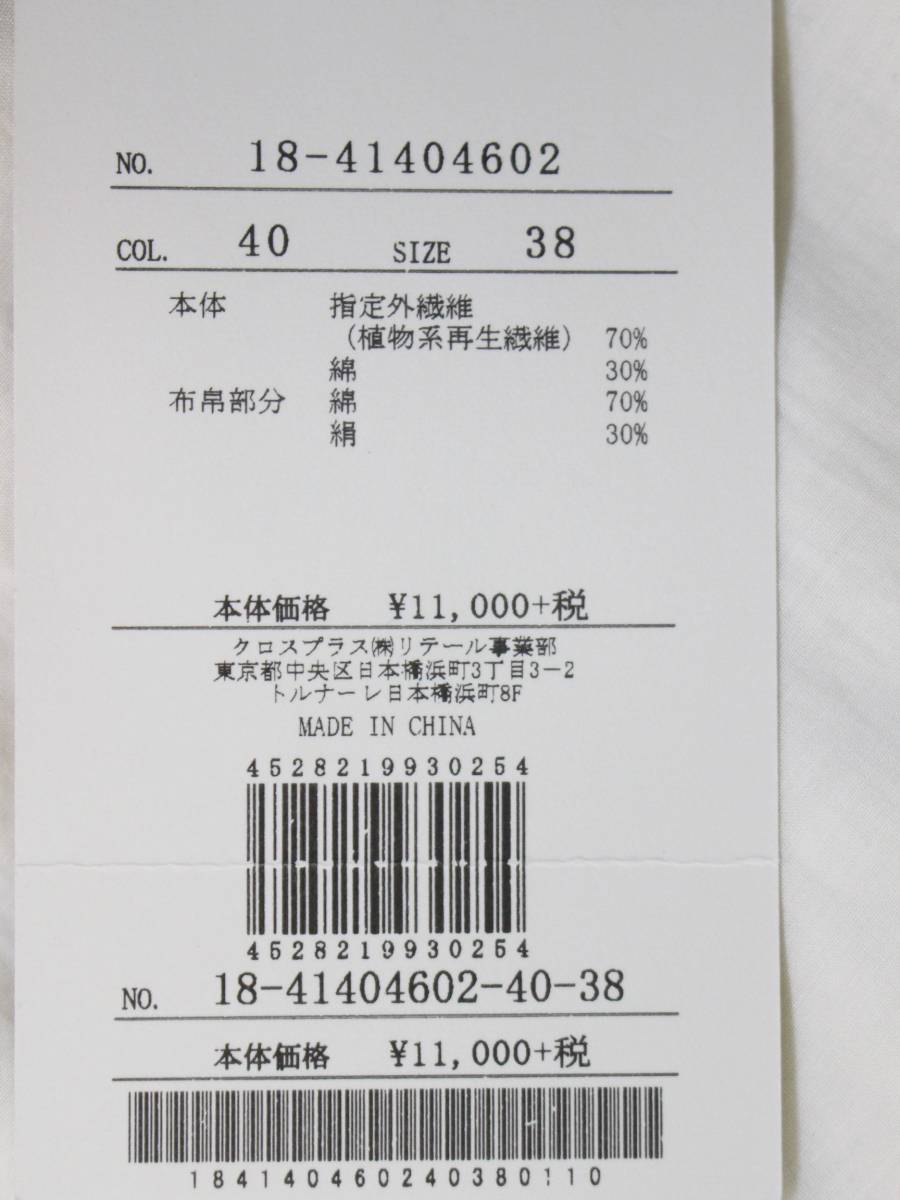 NO. 18-41404602
COL. 40 SIZE 38
本体 指定外繊維
(植物系再生繊維) 70%
綿 30%
布帛部分 綿 70%
絹 30%
本体価格 ¥11,000+税
クロスプラス㈱リテール事業部
東京都中央区日本橋浜町3丁目3−2
トルナーレ日本橋浜町8F
MADE IN CHINA
4528219930254
4528219930254
NO. 18-41404602-40-38
本体価格 ¥11,000+税
184140460240380110